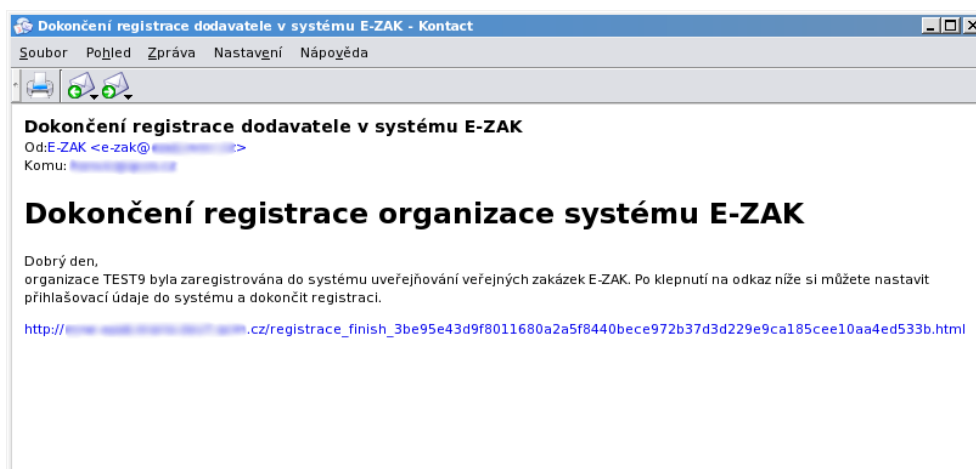 Dokončení registrace dodavatele v systému E-ZAK - Kontact
Soubor Pohled Zpráva Nastavení Nápověda
Dokončení registrace dodavatele v systému E-ZAK
Od:E-ZAK <e-zak@ >
Komu:
Dokončení registrace organizace systému E-ZAK
Dobrý den,
organizace TEST9 byla zaregistrována do systému uveřejňování veřejných zakázek E-ZAK. Po klepnutí na odkaz níže si můžete nastavit
přihlašovací údaje do systému a dokončit registraci.
http:// .cz/registrace_finish_3be95e43d9f8011680a2a5f8440bece972b37d3d229e9ca185cee10aa4ed533b.html